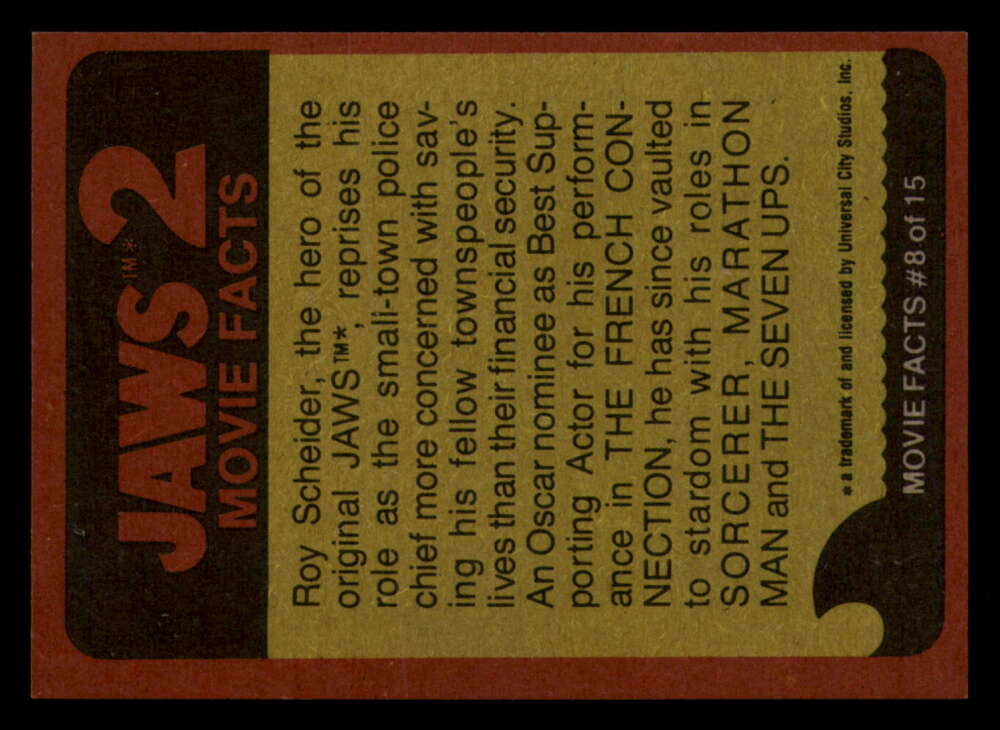 JAWS™* 2
MOVIE FACTS
Roy Scheider, the hero of the
original JAWS™*, reprises his
role as the small-town police
chief more concerned with sav-
ing his fellow townspeople's
lives than their financial security.
An Oscar nominee as Best Sup-
porting Actor for his perform-
ance in THE FRENCH CON-
NECTION, he has since vaulted
to stardom with his roles in
SORCERER, MARATHON
MAN and THE SEVEN UPS.
* a trademark of and licensed by Universal City Studios, Inc.
MOVIE FACTS #8 of 15